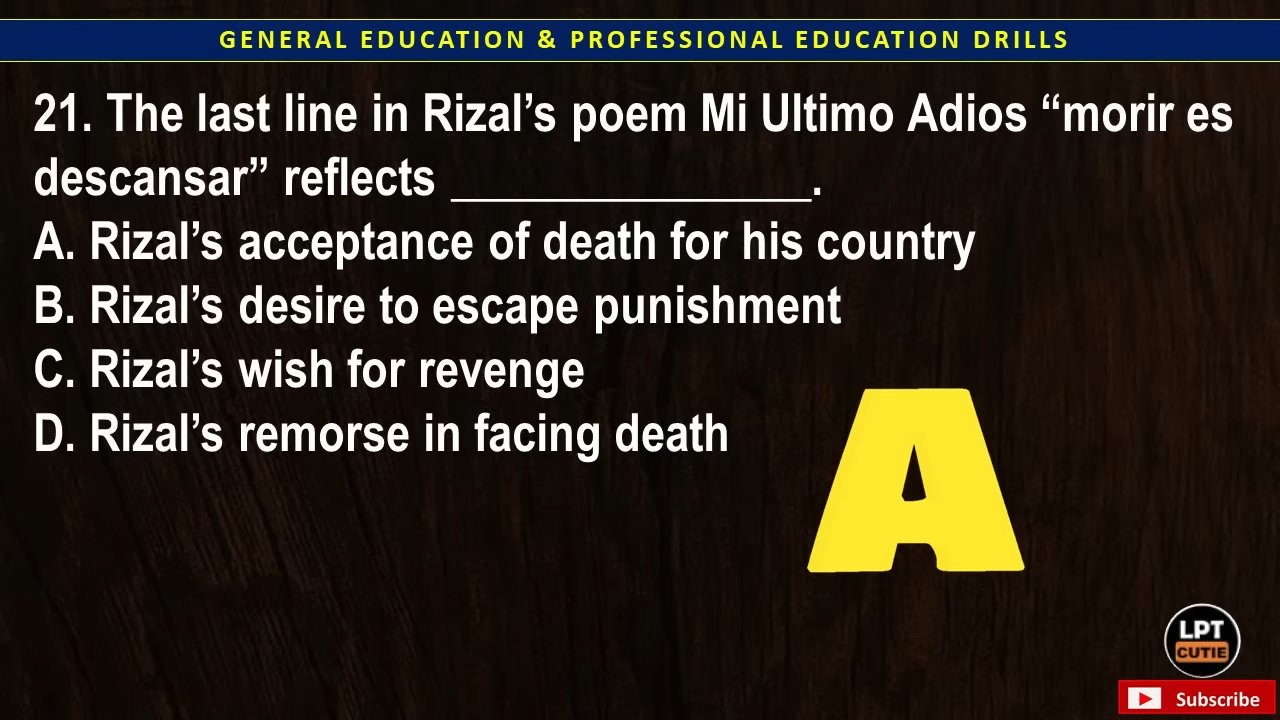 GENERAL EDUCATION & PROFESSIONAL EDUCATION DRILLS
21. The last line in Rizal’s poem Mi Ultimo Adios “morir es
descansar” reflects ______________.
A. Rizal’s acceptance of death for his country
B. Rizal’s desire to escape punishment
C. Rizal’s wish for revenge
D. Rizal’s remorse in facing death
A
LPT
CUTIE
Subscribe